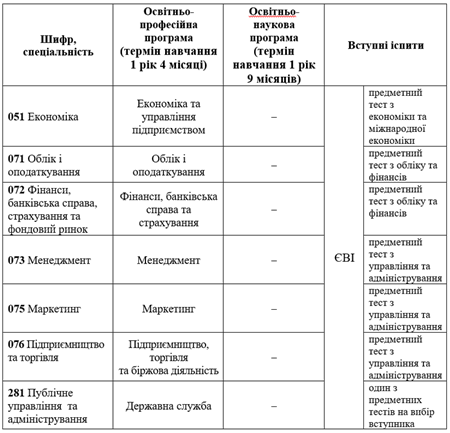 Шифр,
спеціальність
Освітньо-
професійна
програма
(термін навчання
1 рік 4 місяці)
Освітньо-
наукова
програма
(термін
навчання 1 рік
9 місяців)
Вступні іспити
051 Економіка
Економіка та
управління
підприємством
–
ЄВІ
предметний
тест з
економіки та
міжнародної
економіки
071 Облік і
оподаткування
Облік і
оподаткування
–
предметний
тест з обліку та
фінансів
072 Фінанси,
банківська справа,
страхування та
фондовий ринок
Фінанси, банківська
справа та
страхування
–
предметний
тест з обліку та
фінансів
073 Менеджмент
Менеджмент
–
предметний
тест з
управління та
адміністрування
075 Маркетинг
Маркетинг
–
предметний
тест з
управління та
адміністрування
076 Підприємництво
та торгівля
Підприємництво,
торгівля
та біржова діяльність
–
предметний
тест з
управління та
адміністрування
281 Публічне
управління та
адміністрування
Державна служба
–
один з
предметних
тестів на вибір
вступника